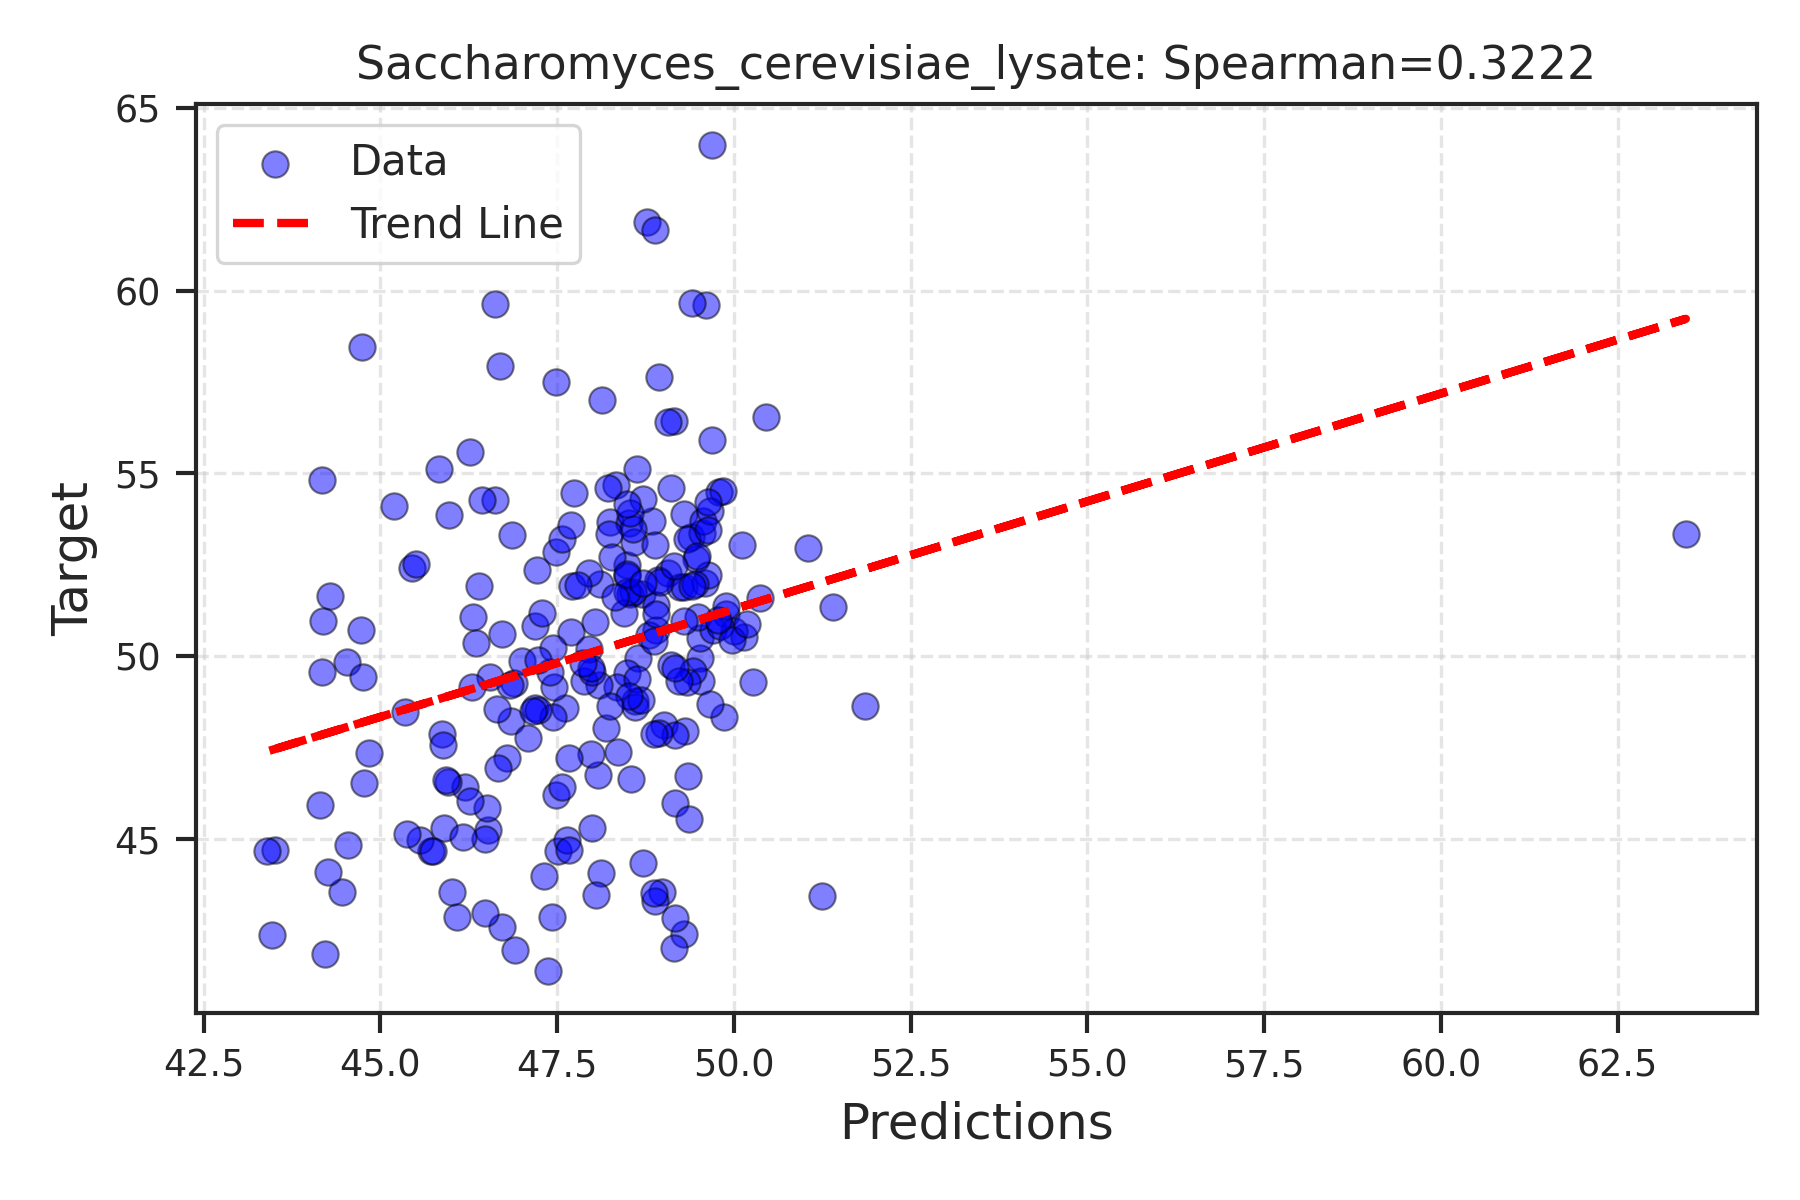 Saccharomyces_cerevisiae_lysate: Spearman=0.3222
Data
Trend Line
65
60
55
50
45
Target
42.5 45.0 47.5 50.0 52.5 55.0 57.5 60.0 62.5
Predictions